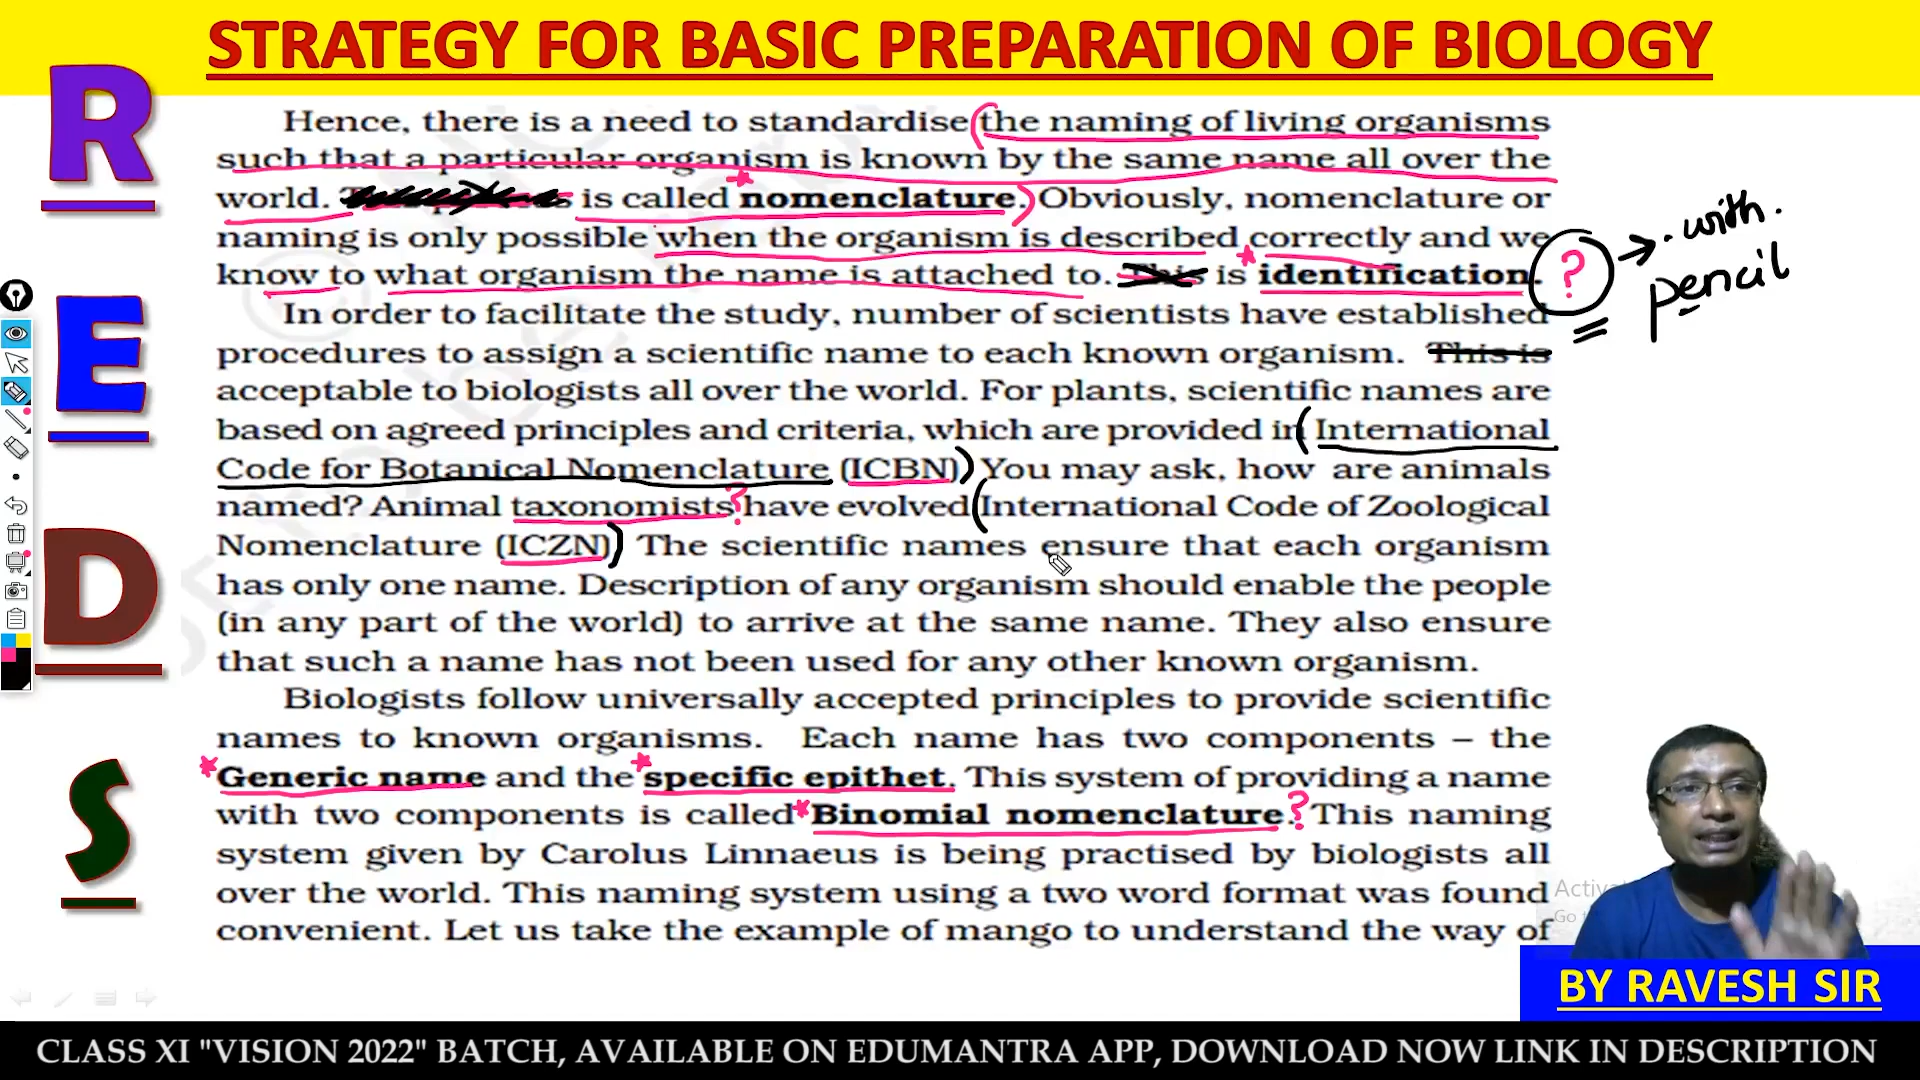 STRATEGY FOR BASIC PREPARATION OF BIOLOGY
R
E
D
S
Hence, there is a need to standardise the naming of living organisms
such that a particular organism is known by the same name all over the
world. is called nomenclature. Obviously, nomenclature or
naming is only possible when the organism is described correctly and we
know to what organism the name is attached to. This is identification.
In order to facilitate the study, number of scientists have established
procedures to assign a scientific name to each known organism. This is
acceptable to biologists all over the world. For plants, scientific names are
based on agreed principles and criteria, which are provided in International
Code for Botanical Nomenclature (ICBN) You may ask, how are animals
named? Animal taxonomists ? have evolved International Code of Zoological
Nomenclature (ICZN) The scientific names ensure that each organism
has only one name. Description of any organism should enable the people
(in any part of the world) to arrive at the same name. They also ensure
that such a name has not been used for any other known organism.
Biologists follow universally accepted principles to provide scientific
names to known organisms. Each name has two components – the
*Generic name and the *specific epithet. This system of providing a name
with two components is called *Binomial nomenclature. ? This naming
system given by Carolus Linnaeus is being practised by biologists all
over the world. This naming system using a two word format was found
convenient. Let us take the example of mango to understand the way of
? → with.
pencil
BY RAVESH SIR
CLASS XI "VISION 2022" BATCH, AVAILABLE ON EDUMANTRA APP, DOWNLOAD NOW LINK IN DESCRIPTION